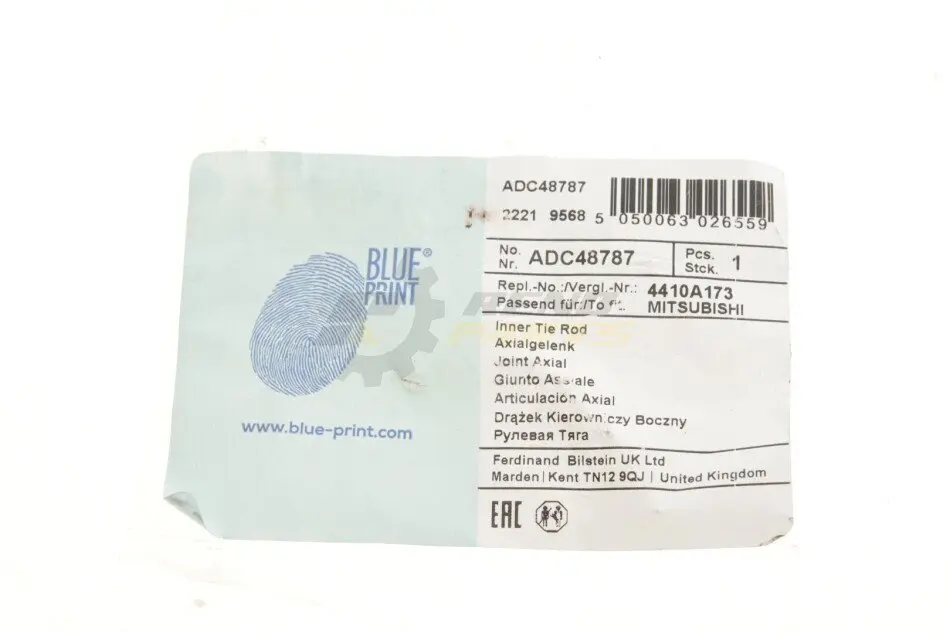 ADC48787
2221 9568 5 050063 026559
BLUE®
PRINT
www.blue-print.com
No.
Nr. ADC48787
Pcs.
Stck. 1
Repl.-No.:/Vergl.-Nr.: 4410A173
Passend für:/To fit: MITSUBISHI
Inner Tie Rod
Axialgelenk
Joint Axial
Giunto Assiale
Articulacion Axial
Drążek Kierowniczy Boczny
Рулевая Тяга
Ferdinand Bilstein UK Ltd
Marden | Kent TN12 9QJ | United Kingdom
EAC